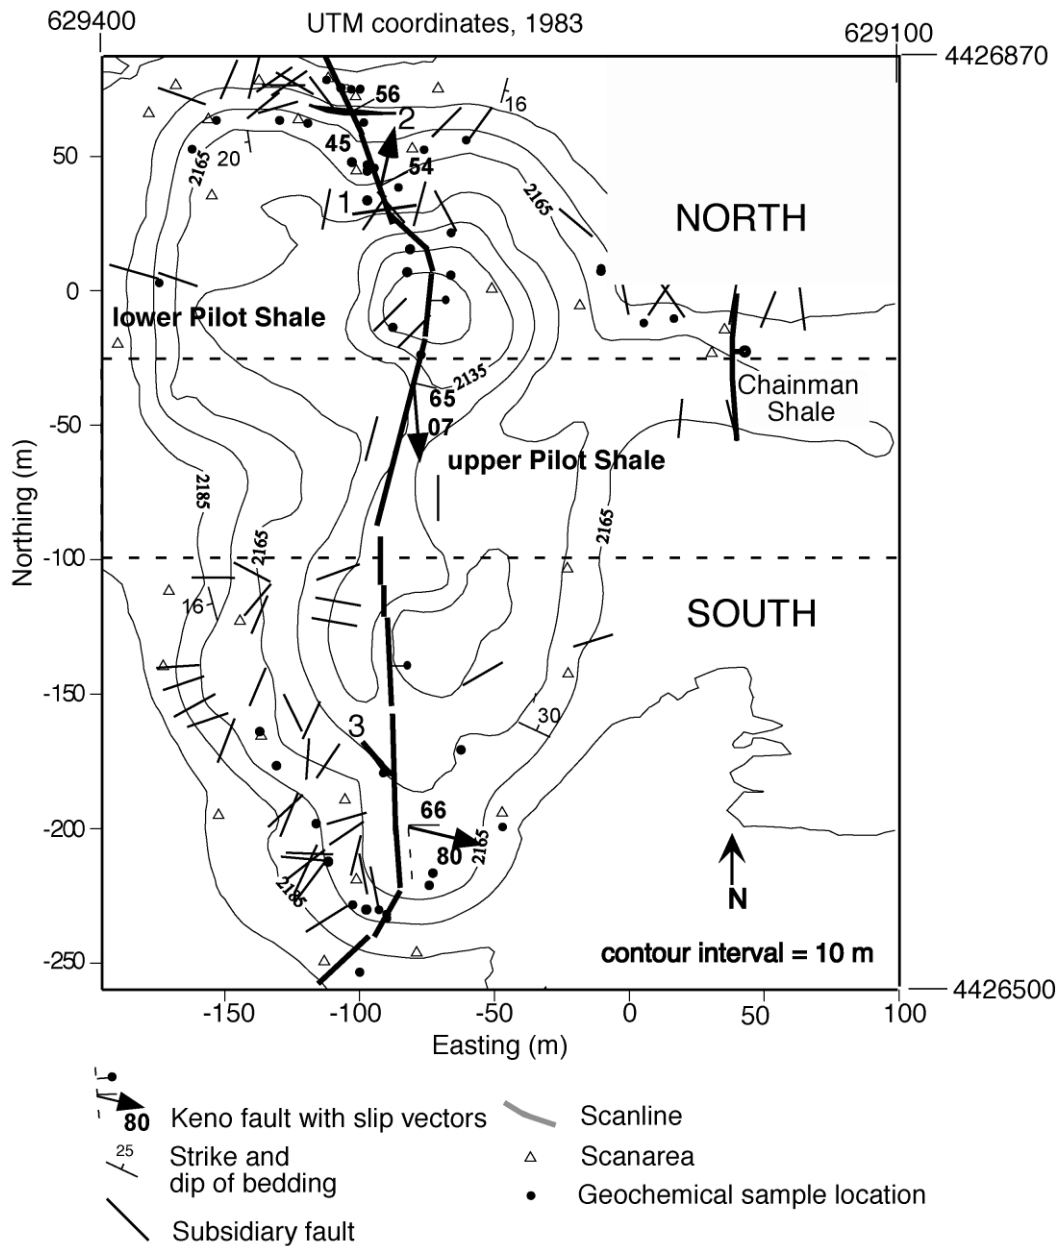 629400
UTM coordinates, 1983
629100
4426870
56
16
2
45
54
50
20
2165
2165
1
NORTH
0
lower Pilot Shale
2135
Chainman
Shale
65
07
-50
upper Pilot Shale
2185
2165
2165
Northing (m)
-100
16
SOUTH
-150
3
30
66
-200
80
2165
2185
N
-250
contour interval = 10 m
4426500
-150
-100
-50
0
50
100
Easting (m)
80
Keno fault with slip vectors
Scanline
25
Strike and
dip of bedding
Scanarea
Geochemical sample location
Subsidiary fault